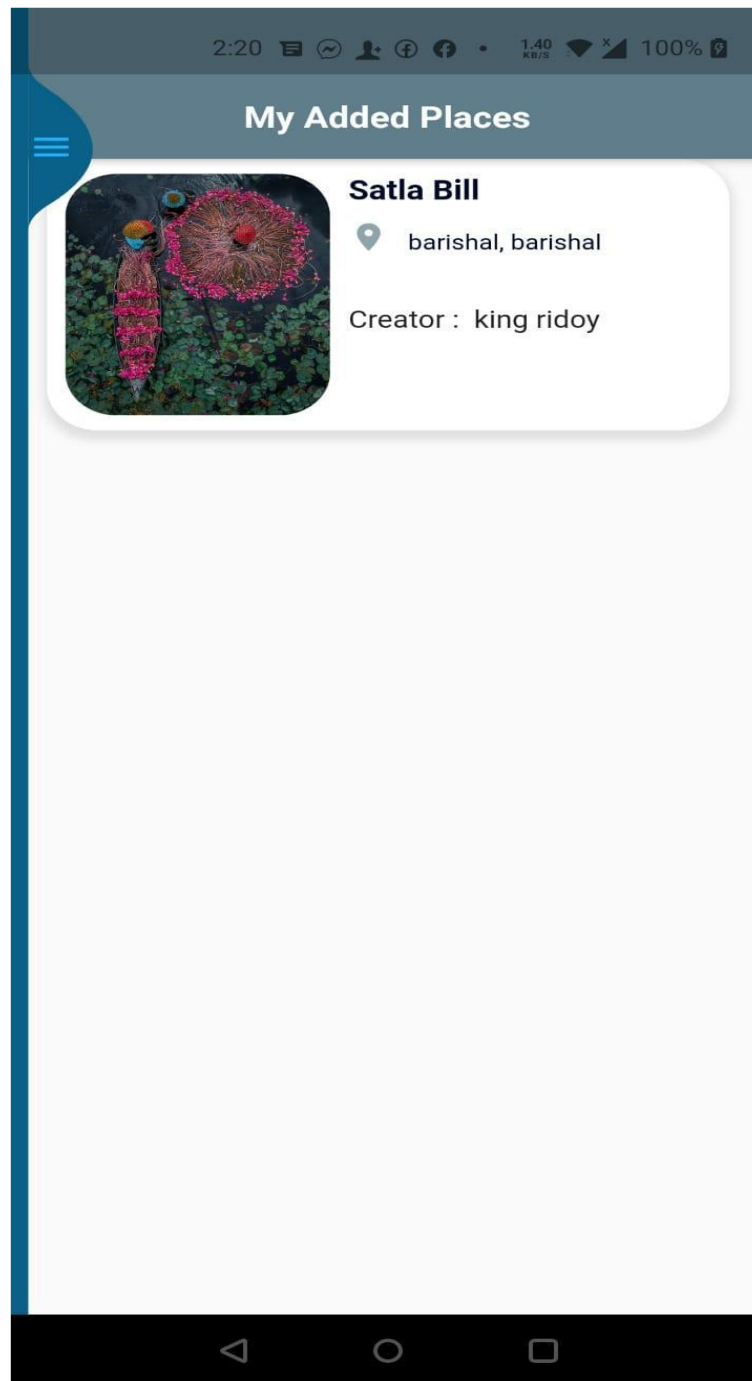 2:20 1.40 KB/S 100%
My Added Places
Satla Bill
barishal, barishal
Creator : king ridoy